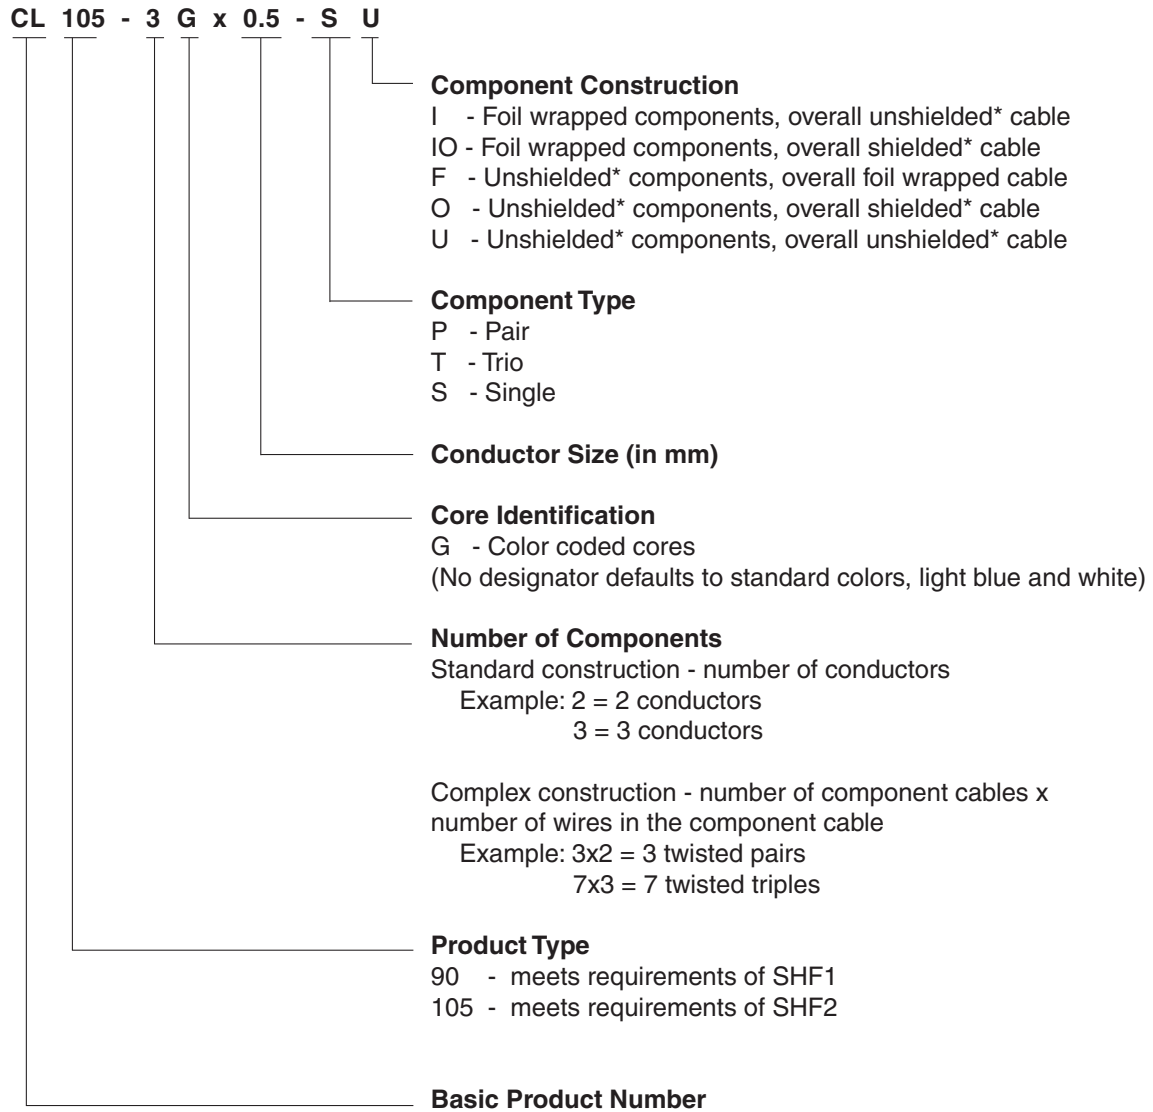 CL 105 - 3 G x 0.5 - S U
Component Construction
I - Foil wrapped components, overall unshielded* cable
IO - Foil wrapped components, overall shielded* cable
F - Unshielded* components, overall foil wrapped cable
O - Unshielded* components, overall shielded* cable
U - Unshielded* components, overall unshielded* cable
Component Type
P - Pair
T - Trio
S - Single
Conductor Size (in mm)
Core Identification
G - Color coded cores
(No designator defaults to standard colors, light blue and white)
Number of Components
Standard construction - number of conductors
Example: 2 = 2 conductors
3 = 3 conductors
Complex construction - number of component cables x
number of wires in the component cable
Example: 3x2 = 3 twisted pairs
7x3 = 7 twisted triples
Product Type
90 - meets requirements of SHF1
105 - meets requirements of SHF2
Basic Product Number